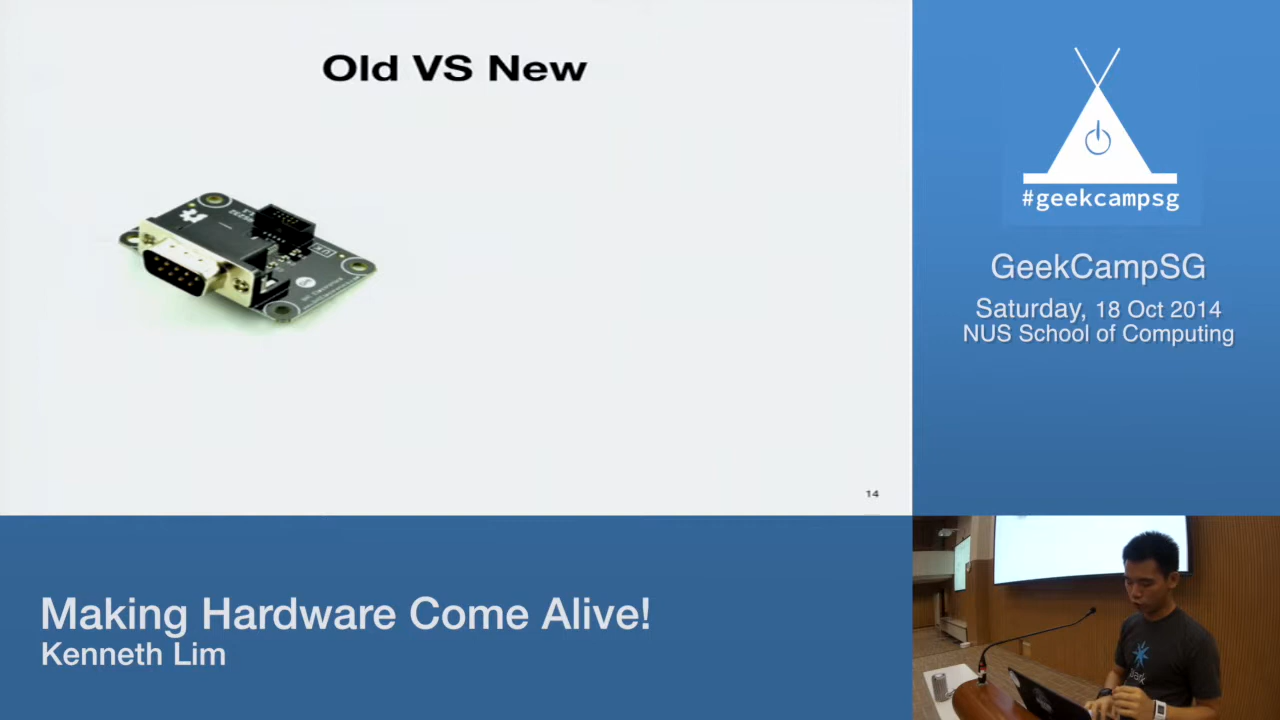 Old VS New
14
#geekcampsg
GeekCampSG
Saturday, 18 Oct 2014
NUS School of Computing
Making Hardware Come Alive!
Kenneth Lim